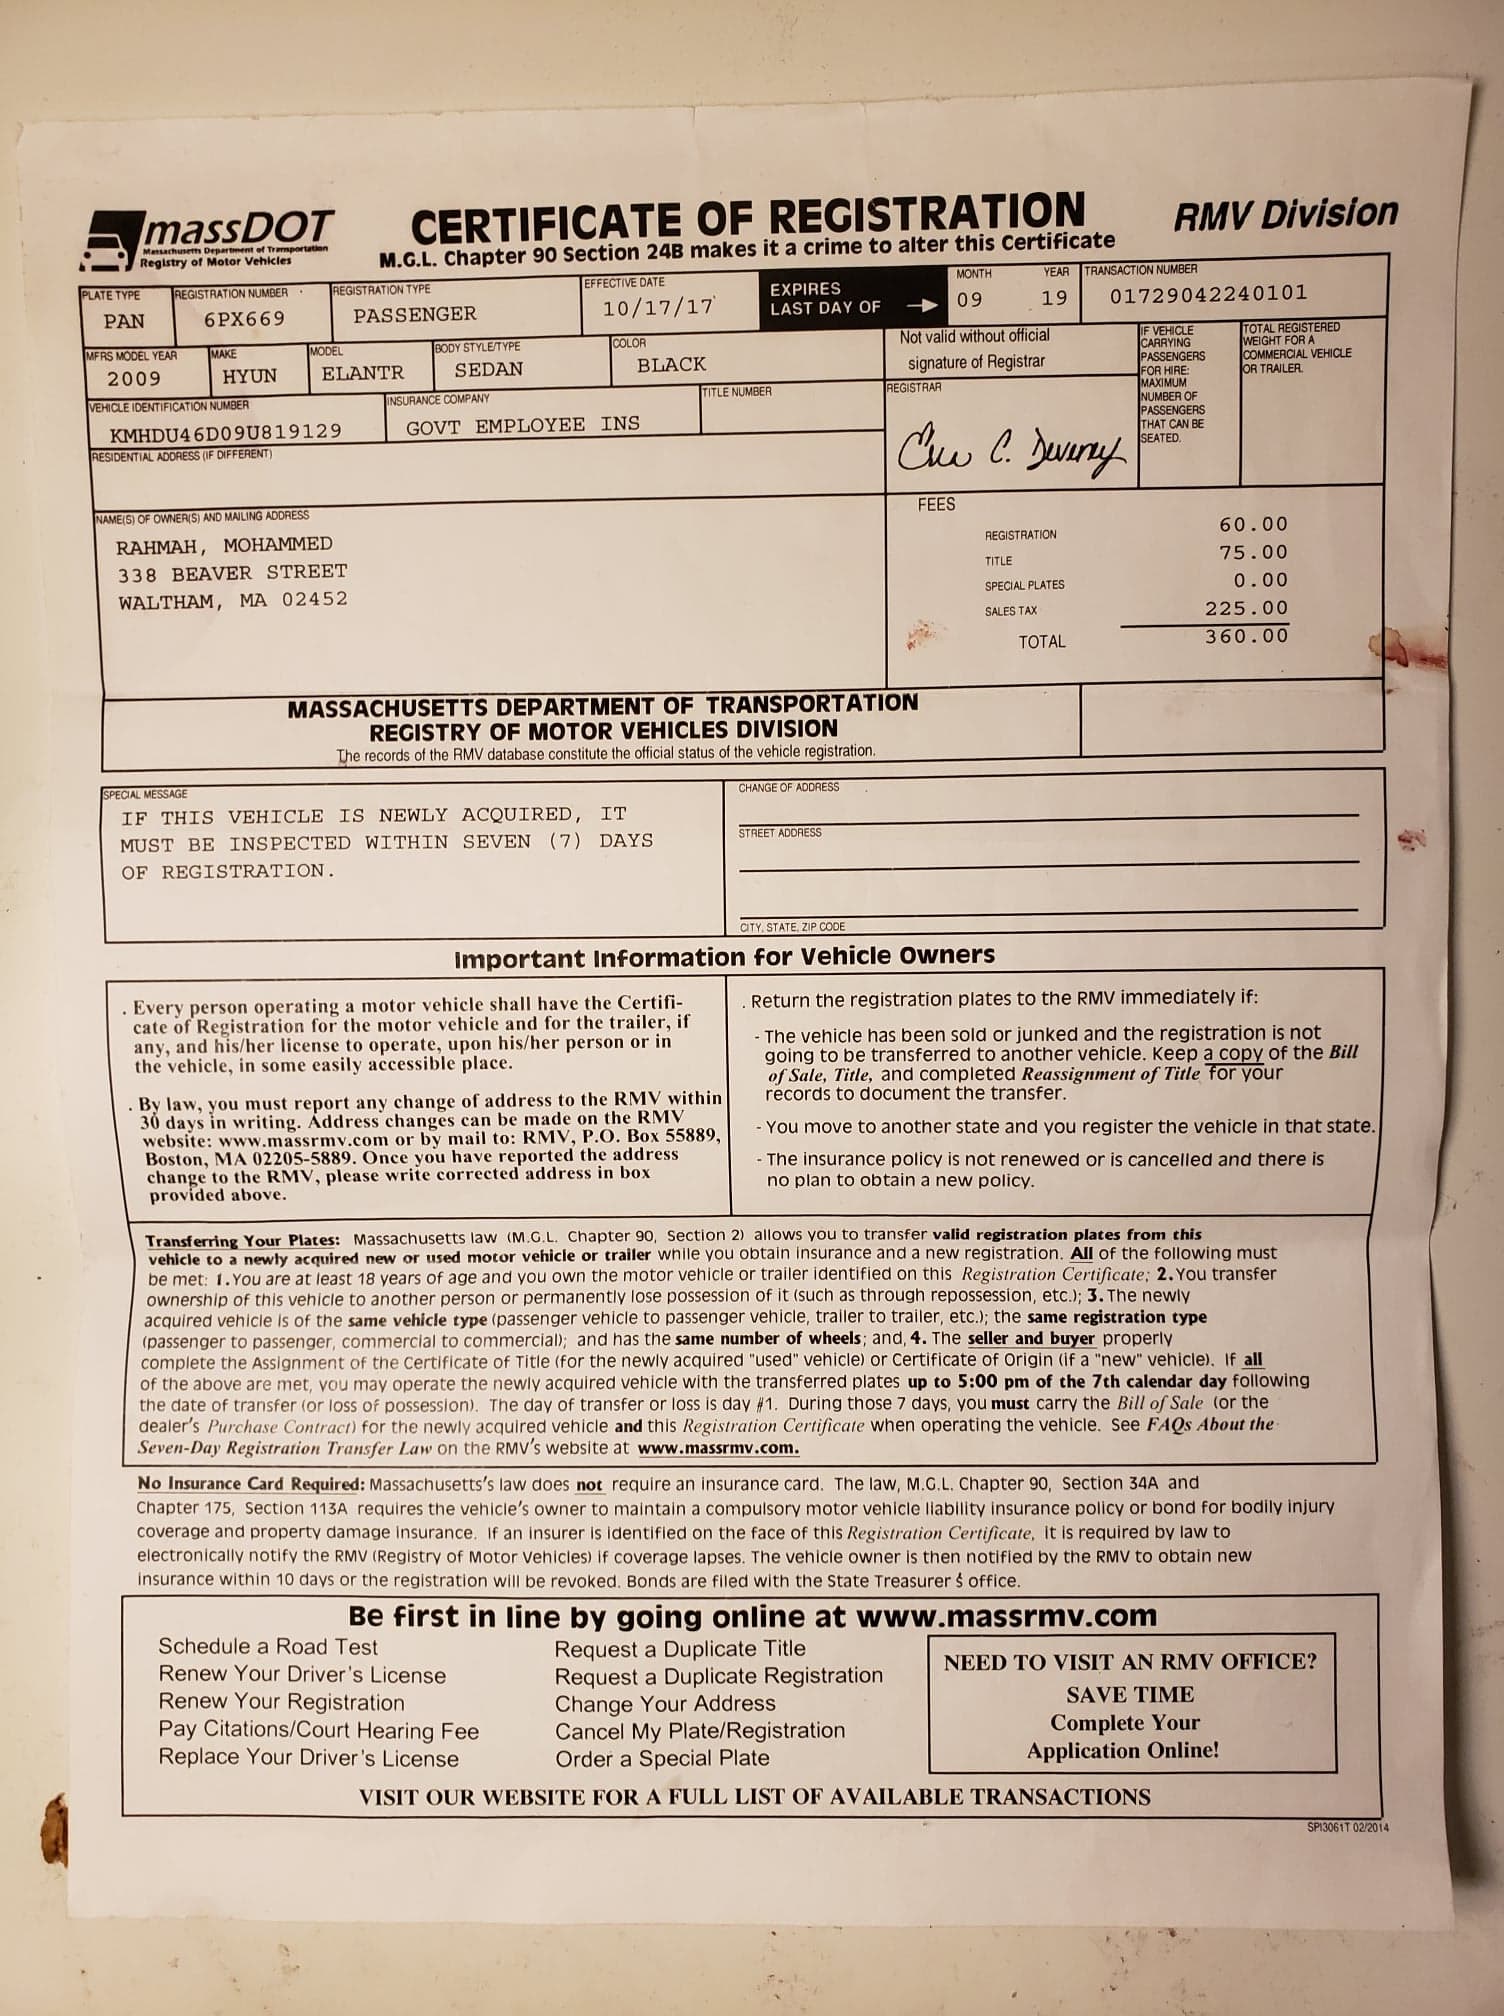 massDOT
Massachusetts Department of Transportation
Registry of Motor Vehicles
CERTIFICATE OF REGISTRATION
M.G.L. Chapter 90 Section 24B makes it a crime to alter this Certificate
RMV Division
PLATE TYPE
PAN
REGISTRATION NUMBER
6PX669
REGISTRATION TYPE
PASSENGER
EFFECTIVE DATE
10/17/17
EXPIRES
LAST DAY OF
MONTH
09
YEAR
19
TRANSACTION NUMBER
01729042240101
MFRS MODEL YEAR
2009
MAKE
HYUN
MODEL
ELANTR
BODY STYLE/TYPE
SEDAN
COLOR
BLACK
Not valid without official
signature of Registrar
REGISTRAR
IF VEHICLE
CARRYING
PASSENGERS
FOR HIRE:
MAXIMUM
NUMBER OF
PASSENGERS
THAT CAN BE
SEATED.
TOTAL REGISTERED
WEIGHT FOR A
COMMERCIAL VEHICLE
OR TRAILER.
VEHICLE IDENTIFICATION NUMBER
KMHDU46D09U819129
INSURANCE COMPANY
GOVT EMPLOYEE INS
TITLE NUMBER
RESIDENTIAL ADDRESS (IF DIFFERENT)
NAME(S) OF OWNER(S) AND MAILING ADDRESS
RAHMAH, MOHAMMED
338 BEAVER STREET
WALTHAM, MA 02452
FEES
REGISTRATION 60.00
TITLE 75.00
SPECIAL PLATES 0.00
SALES TAX 225.00
TOTAL 360.00
MASSACHUSETTS DEPARTMENT OF TRANSPORTATION
REGISTRY OF MOTOR VEHICLES DIVISION
The records of the RMV database constitute the official status of the vehicle registration.
SPECIAL MESSAGE
IF THIS VEHICLE IS NEWLY ACQUIRED, IT
MUST BE INSPECTED WITHIN SEVEN (7) DAYS
OF REGISTRATION.
CHANGE OF ADDRESS
STREET ADDRESS
CITY, STATE, ZIP CODE
Important Information for Vehicle Owners
. Every person operating a motor vehicle shall have the Certifi-
cate of Registration for the motor vehicle and for the trailer, if
any, and his/her license to operate, upon his/her person or in
the vehicle, in some easily accessible place.
. By law, you must report any change of address to the RMV within
30 days in writing. Address changes can be made on the RMV
website: www.massrmv.com or by mail to: RMV, P.O. Box 55889,
Boston, MA 02205-5889. Once you have reported the address
change to the RMV, please write corrected address in box
provided above.
. Return the registration plates to the RMV immediately if:
- The vehicle has been sold or junked and the registration is not
going to be transferred to another vehicle. Keep a copy of the Bill
of Sale, Title, and completed Reassignment of Title for your
records to document the transfer.
- You move to another state and you register the vehicle in that state.
- The insurance policy is not renewed or is cancelled and there is
no plan to obtain a new policy.
Transferring Your Plates: Massachusetts law (M.G.L. Chapter 90, Section 2) allows you to transfer valid registration plates from this
vehicle to a newly acquired new or used motor vehicle or trailer while you obtain insurance and a new registration. All of the following must
be met: 1. You are at least 18 years of age and you own the motor vehicle or trailer identified on this Registration Certificate; 2. You transfer
ownership of this vehicle to another person or permanently lose possession of it (such as through repossession, etc.); 3. The newly
acquired vehicle is of the same vehicle type (passenger vehicle to passenger vehicle, trailer to trailer, etc.); the same registration type
(passenger to passenger, commercial to commercial); and has the same number of wheels; and, 4. The seller and buyer properly
complete the Assignment of the Certificate of Title (for the newly acquired "used" vehicle) or Certificate of Origin (if a "new" vehicle). If all
of the above are met, you may operate the newly acquired vehicle with the transferred plates up to 5:00 pm of the 7th calendar day following
the date of transfer (or loss of possession). The day of transfer or loss is day #1. During those 7 days, you must carry the Bill of Sale (or the
dealer's Purchase Contract) for the newly acquired vehicle and this Registration Certificate when operating the vehicle. See FAQs About the
Seven-Day Registration Transfer Law on the RMV's website at www.massrmv.com.
No Insurance Card Required: Massachusetts's law does not require an insurance card. The law, M.G.L. Chapter 90, Section 34A and
Chapter 175, Section 113A requires the vehicle's owner to maintain a compulsory motor vehicle liability insurance policy or bond for bodily injury
coverage and property damage insurance. If an insurer is identified on the face of this Registration Certificate, it is required by law to
electronically notify the RMV (Registry of Motor Vehicles) if coverage lapses. The vehicle owner is then notified by the RMV to obtain new
insurance within 10 days or the registration will be revoked. Bonds are filed with the State Treasurer $ office.
Be first in line by going online at www.massrmv.com
Schedule a Road Test
Renew Your Driver's License
Renew Your Registration
Pay Citations/Court Hearing Fee
Replace Your Driver's License
Request a Duplicate Title
Request a Duplicate Registration
Change Your Address
Cancel My Plate/Registration
Order a Special Plate
NEED TO VISIT AN RMV OFFICE?
SAVE TIME
Complete Your
Application Online!
VISIT OUR WEBSITE FOR A FULL LIST OF AVAILABLE TRANSACTIONS
SPI3061T 02/2014